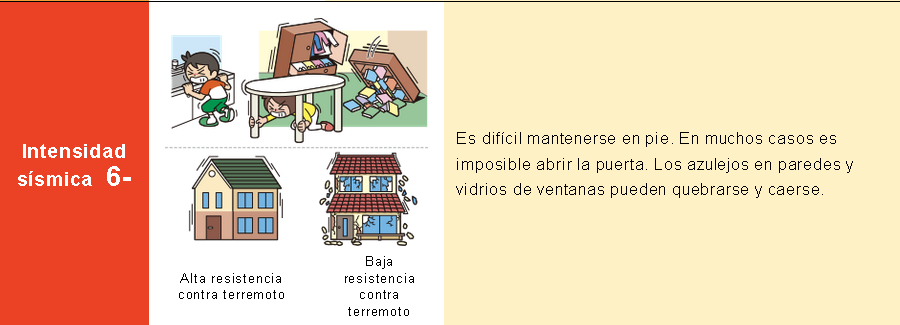 Intensidad
sísmica 6-
Alta resistencia
contra terremoto
Baja
resistencia
contra
terremoto
Es difícil mantenerse en pie. En muchos casos es
imposible abrir la puerta. Los azulejos en paredes y
vidrios de ventanas pueden quebrarse y caerse.